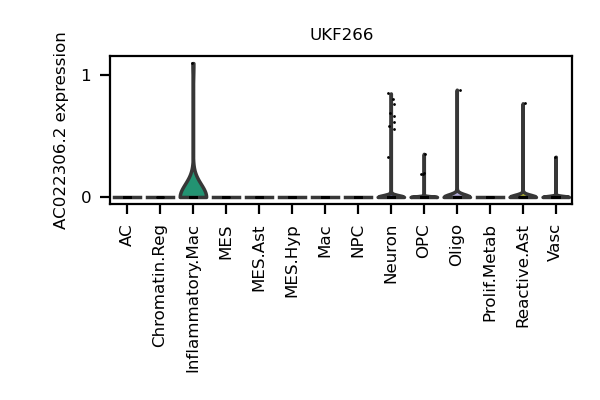 UKF266
AC022306.2 expression
1
0
AC
Chromatin.Reg
Inflammatory.Mac
MES
MES.Ast
MES.Hyp
Mac
NPC
Neuron
OPC
Oligo
Prolif.Metab
Reactive.Ast
Vasc